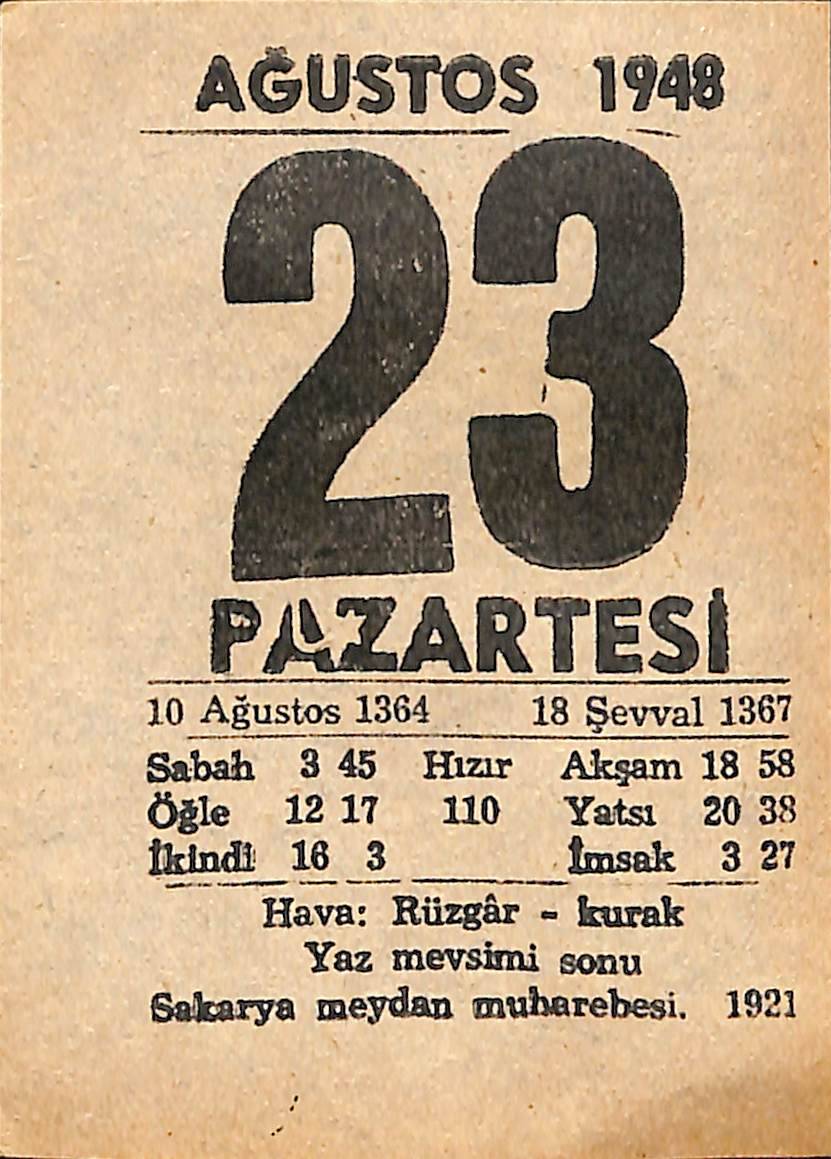 AĞUSTOS 1948
23
PAZARTESİ
10 Ağustos 1364 18 Şevval 1367
Sabah 3 45 Hızır Akşam 18 58
Öğle 12 17 110 Yatsı 20 38
İkindi 16 3 İmsak 3 27
Hava: Rüzgâr - kurak
Yaz mevsimi sonu
Sakarya meydan muharebesi. 1921